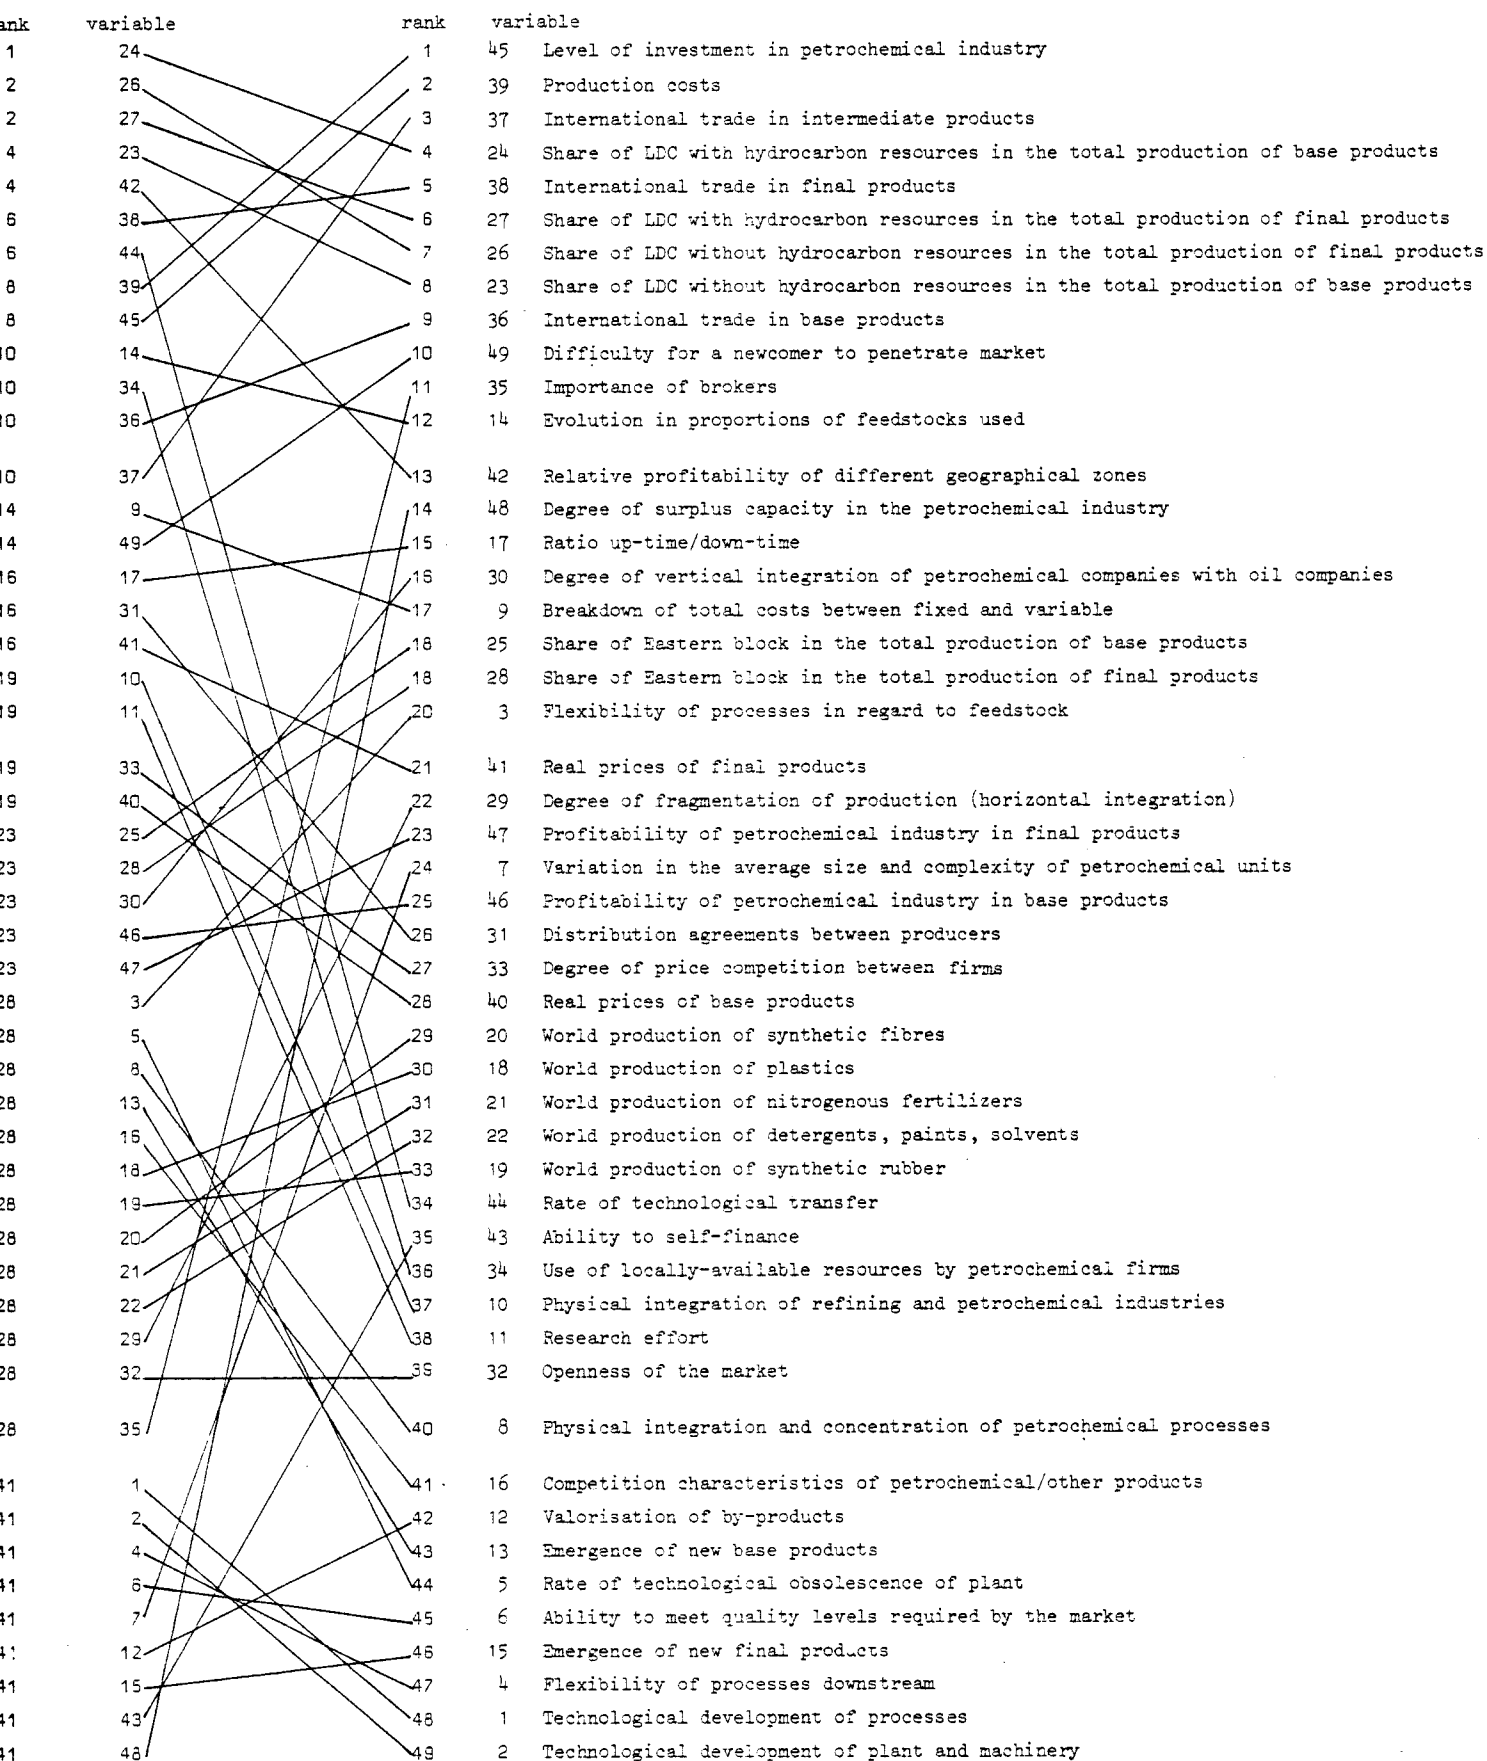 ank variable rank variable
1 24 1 45 Level of investment in petrochemical industry
2 26 2 39 Production costs
2 27 3 37 International trade in intermediate products
4 23 4 24 Share of LDC with hydrocarbon resources in the total production of base products
4 42 5 38 International trade in final products
6 38 6 27 Share of LDC with hydrocarbon resources in the total production of final products
6 44 7 26 Share of LDC without hydrocarbon resources in the total production of final products
8 39 8 23 Share of LDC without hydrocarbon resources in the total production of base products
8 45 9 36 International trade in base products
10 14 10 49 Difficulty for a newcomer to penetrate market
10 34 11 35 Importance of brokers
10 36 12 14 Evolution in proportions of feedstocks used
10 37 13 42 Relative profitability of different geographical zones
14 9 14 48 Degree of surplus capacity in the petrochemical industry
14 49 15 17 Ratio up-time/down-time
16 17 16 30 Degree of vertical integration of petrochemical companies with oil companies
16 31 17 9 Breakdown of total costs between fixed and variable
16 41 18 25 Share of Eastern block in the total production of base products
19 10 18 28 Share of Eastern block in the total production of final products
19 11 20 3 Flexibility of processes in regard to feedstock
19 33 21 41 Real prices of final products
19 40 22 29 Degree of fragmentation of production (horizontal integration)
23 25 23 47 Profitability of petrochemical industry in final products
23 28 24 7 Variation in the average size and complexity of petrochemical units
23 30 25 46 Profitability of petrochemical industry in base products
23 46 26 31 Distribution agreements between producers
23 47 27 33 Degree of price competition between firms
28 3 28 40 Real prices of base products
28 5 29 20 World production of synthetic fibres
28 8 30 18 World production of plastics
28 13 31 21 World production of nitrogenous fertilizers
28 16 32 22 World production of detergents, paints, solvents
28 18 33 19 World production of synthetic rubber
28 19 34 44 Rate of technological transfer
28 20 35 43 Ability to self-finance
28 21 36 34 Use of locally-available resources by petrochemical firms
28 22 37 10 Physical integration of refining and petrochemical industries
28 29 38 11 Research effort
28 32 39 32 Openness of the market
28 35 40 8 Physical integration and concentration of petrochemical processes
41 1 41 16 Competition characteristics of petrochemical/other products
41 2 42 12 Valorisation of by-products
41 4 43 13 Emergence of new base products
41 6 44 5 Rate of technological obsolescence of plant
41 7 45 6 Ability to meet quality levels required by the market
41 12 46 15 Emergence of new final products
41 15 47 4 Flexibility of processes downstream
41 43 48 1 Technological development of processes
41 48 49 2 Technological development of plant and machinery